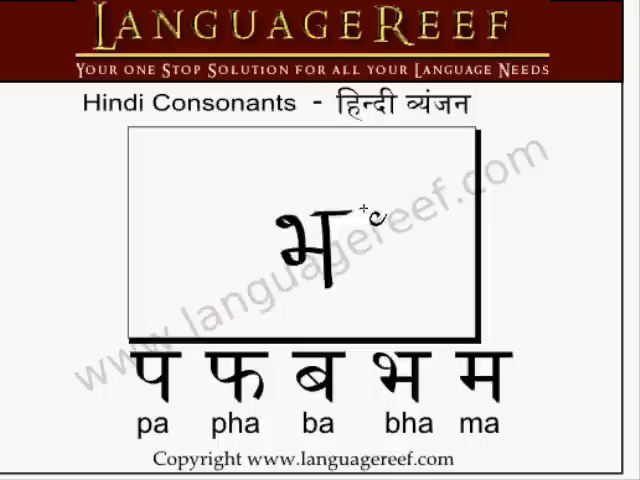 LANGUAGEREEF
YOUR ONE STOP SOLUTION FOR ALL YOUR LANGUAGE NEEDS
Hindi Consonants - हिन्दी व्यंजन
भ
www.languagereef.com
प फ ब भ म
pa pha ba bha ma
Copyright www.languagereef.com